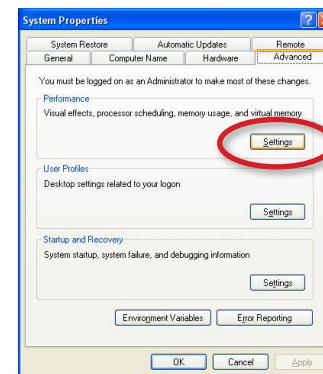 System Properties
System Restore Automatic Updates Remote
General Computer Name Hardware Advanced
You must be logged on as an Administrator to make most of these changes.
Performance
Visual effects, processor scheduling, memory usage, and virtual memory
Settings
User Profiles
Desktop settings related to your logon
Settings
Startup and Recovery
System startup, system failure, and debugging information
Settings
Environment Variables Error Reporting
OK Cancel Apply